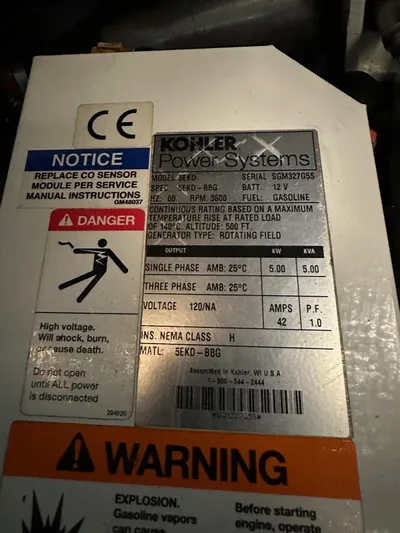 CE
NOTICE
REPLACE CO SENSOR
MODULE PER SERVICE
MANUAL INSTRUCTIONS
GM48037
DANGER
High voltage.
Will shock, burn,
or cause death.
Do not open
until ALL power
is disconnected
KOHLER
Power Systems
MODEL 5EKD SERIAL SGM327G5S
SPEC. 5EKD-BBG BATT. 12 V
HZ: 60 RPM: 3600 FUEL: GASOLINE
CONTINUOUS RATING BASED ON A MAXIMUM
TEMPERATURE RISE AT RATED LOAD
OF 140°C, ALTITUDE: 500 FT.
GENERATOR TYPE: ROTATING FIELD
OUTPUT KW KVA
SINGLE PHASE AMB: 25°C 5.00 5.00
THREE PHASE AMB: 25°C
VOLTAGE 120/NA AMPS P.F.
42 1.0
INS. NEMA CLASS H
MATL: 5EKD-BBG
Assembled in Kohler, WI U.S.A.
1-800-544-2444
WARNING
EXPLOSION.
Gasoline vapors
can cause
Before starting
engine, operate